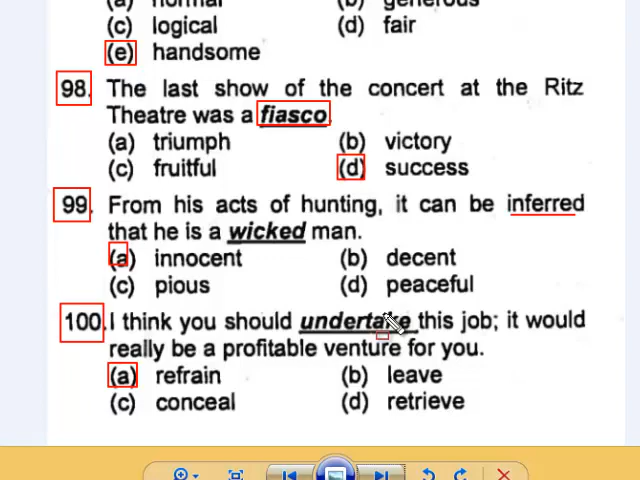 (a) normal (b) generous
(c) logical (d) fair
(e) handsome
98. The last show of the concert at the Ritz
Theatre was a fiasco.
(a) triumph (b) victory
(c) fruitful (d) success
99. From his acts of hunting, it can be inferred
that he is a wicked man.
(a) innocent (b) decent
(c) pious (d) peaceful
100. I think you should undertake this job; it would
really be a profitable venture for you.
(a) refrain (b) leave
(c) conceal (d) retrieve